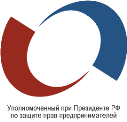 Уполномоченный при Президенте РФ
по защите прав предпринимателей